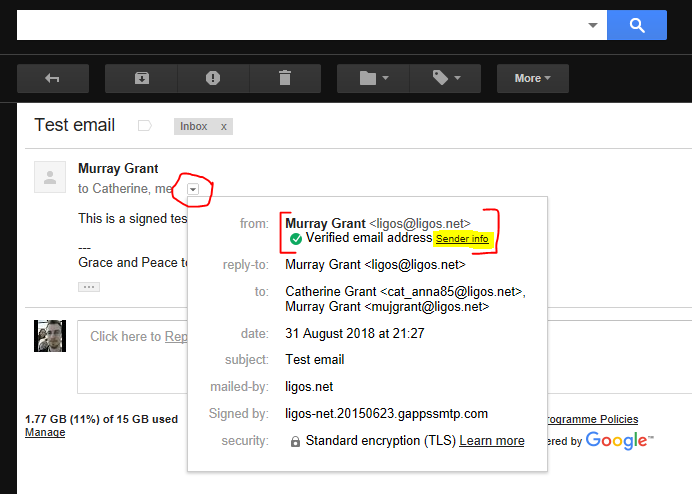 More
Test email
Inbox x
Murray Grant
to Catherine, me
This is a signed tes
---
Grace and Peace to
from: Murray Grant <ligos@ligos.net>
Verified email address Sender info
reply-to: Murray Grant <ligos@ligos.net>
to: Catherine Grant <cat_anna85@ligos.net>,
Murray Grant <mujgrant@ligos.net>
date: 31 August 2018 at 21:27
subject: Test email
mailed-by: ligos.net
Signed by: ligos-net.20150623.gappssmtp.com
security: Standard encryption (TLS) Learn more
Click here to Rep
1.77 GB (11%) of 15 GB used
Manage
rogramme Policies
ered by Google™